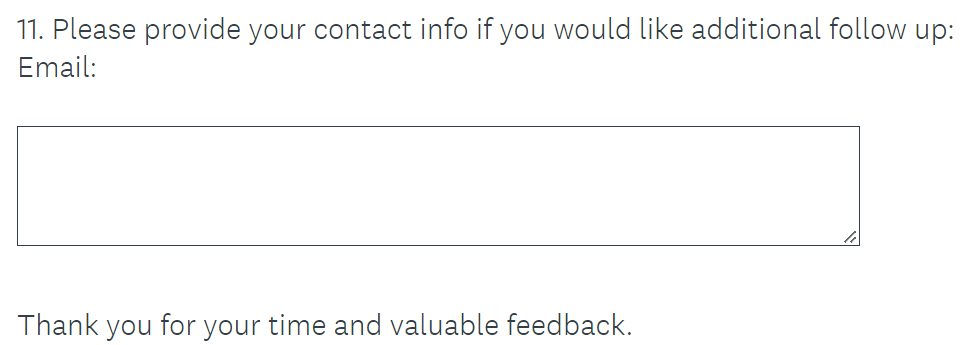 11. Please provide your contact info if you would like additional follow up:
Email:
Thank you for your time and valuable feedback.